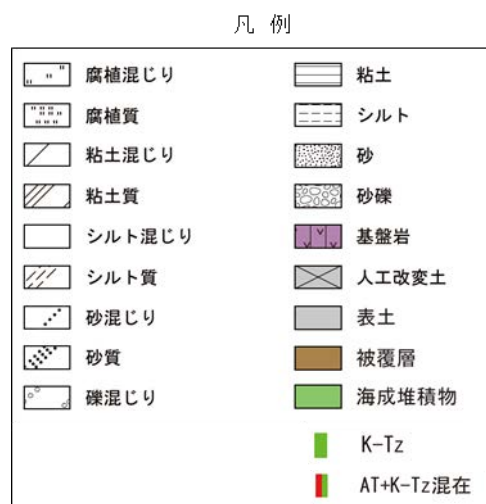 凡 例
腐植混じり
腐植質
粘土混じり
粘土質
シルト混じり
シルト質
砂混じり
砂質
礫混じり
粘土
シルト
砂
砂礫
基盤岩
人工改変土
表土
被覆層
海成堆積物
K-Tz
AT+K-Tz混在